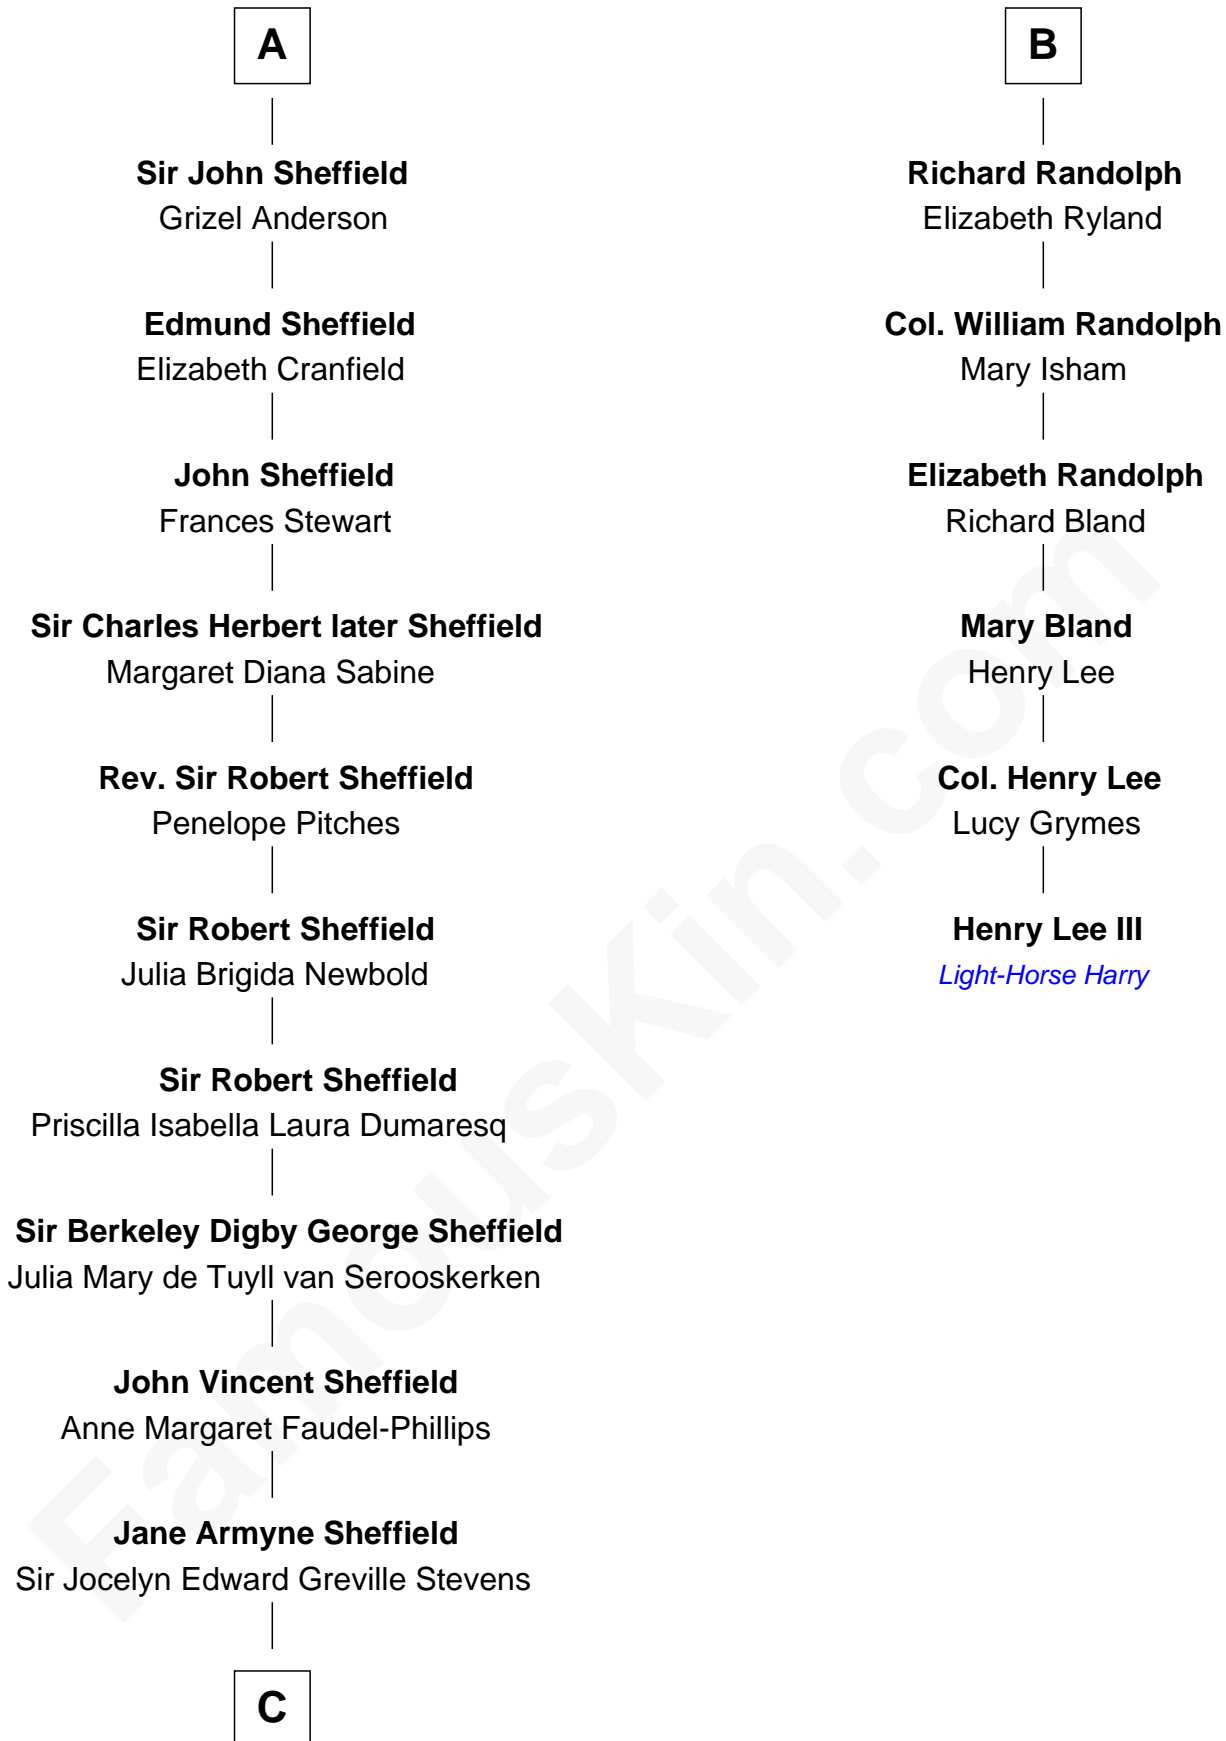 A
Sir John Sheffield
Grizel Anderson
Edmund Sheffield
Elizabeth Cranfield
John Sheffield
Frances Stewart
Sir Charles Herbert later Sheffield
Margaret Diana Sabine
Rev. Sir Robert Sheffield
Penelope Pitches
Sir Robert Sheffield
Julia Brigida Newbold
Sir Robert Sheffield
Priscilla Isabella Laura Dumaresq
Sir Berkeley Digby George Sheffield
Julia Mary de Tuyll van Serooskerken
John Vincent Sheffield
Anne Margaret Faudel-Phillips
Jane Armyne Sheffield
Sir Jocelyn Edward Greville Stevens
C
B
Richard Randolph
Elizabeth Ryland
Col. William Randolph
Mary Isham
Elizabeth Randolph
Richard Bland
Mary Bland
Henry Lee
Col. Henry Lee
Lucy Grymes
Henry Lee III
Light-Horse Harry
FamousKin.com